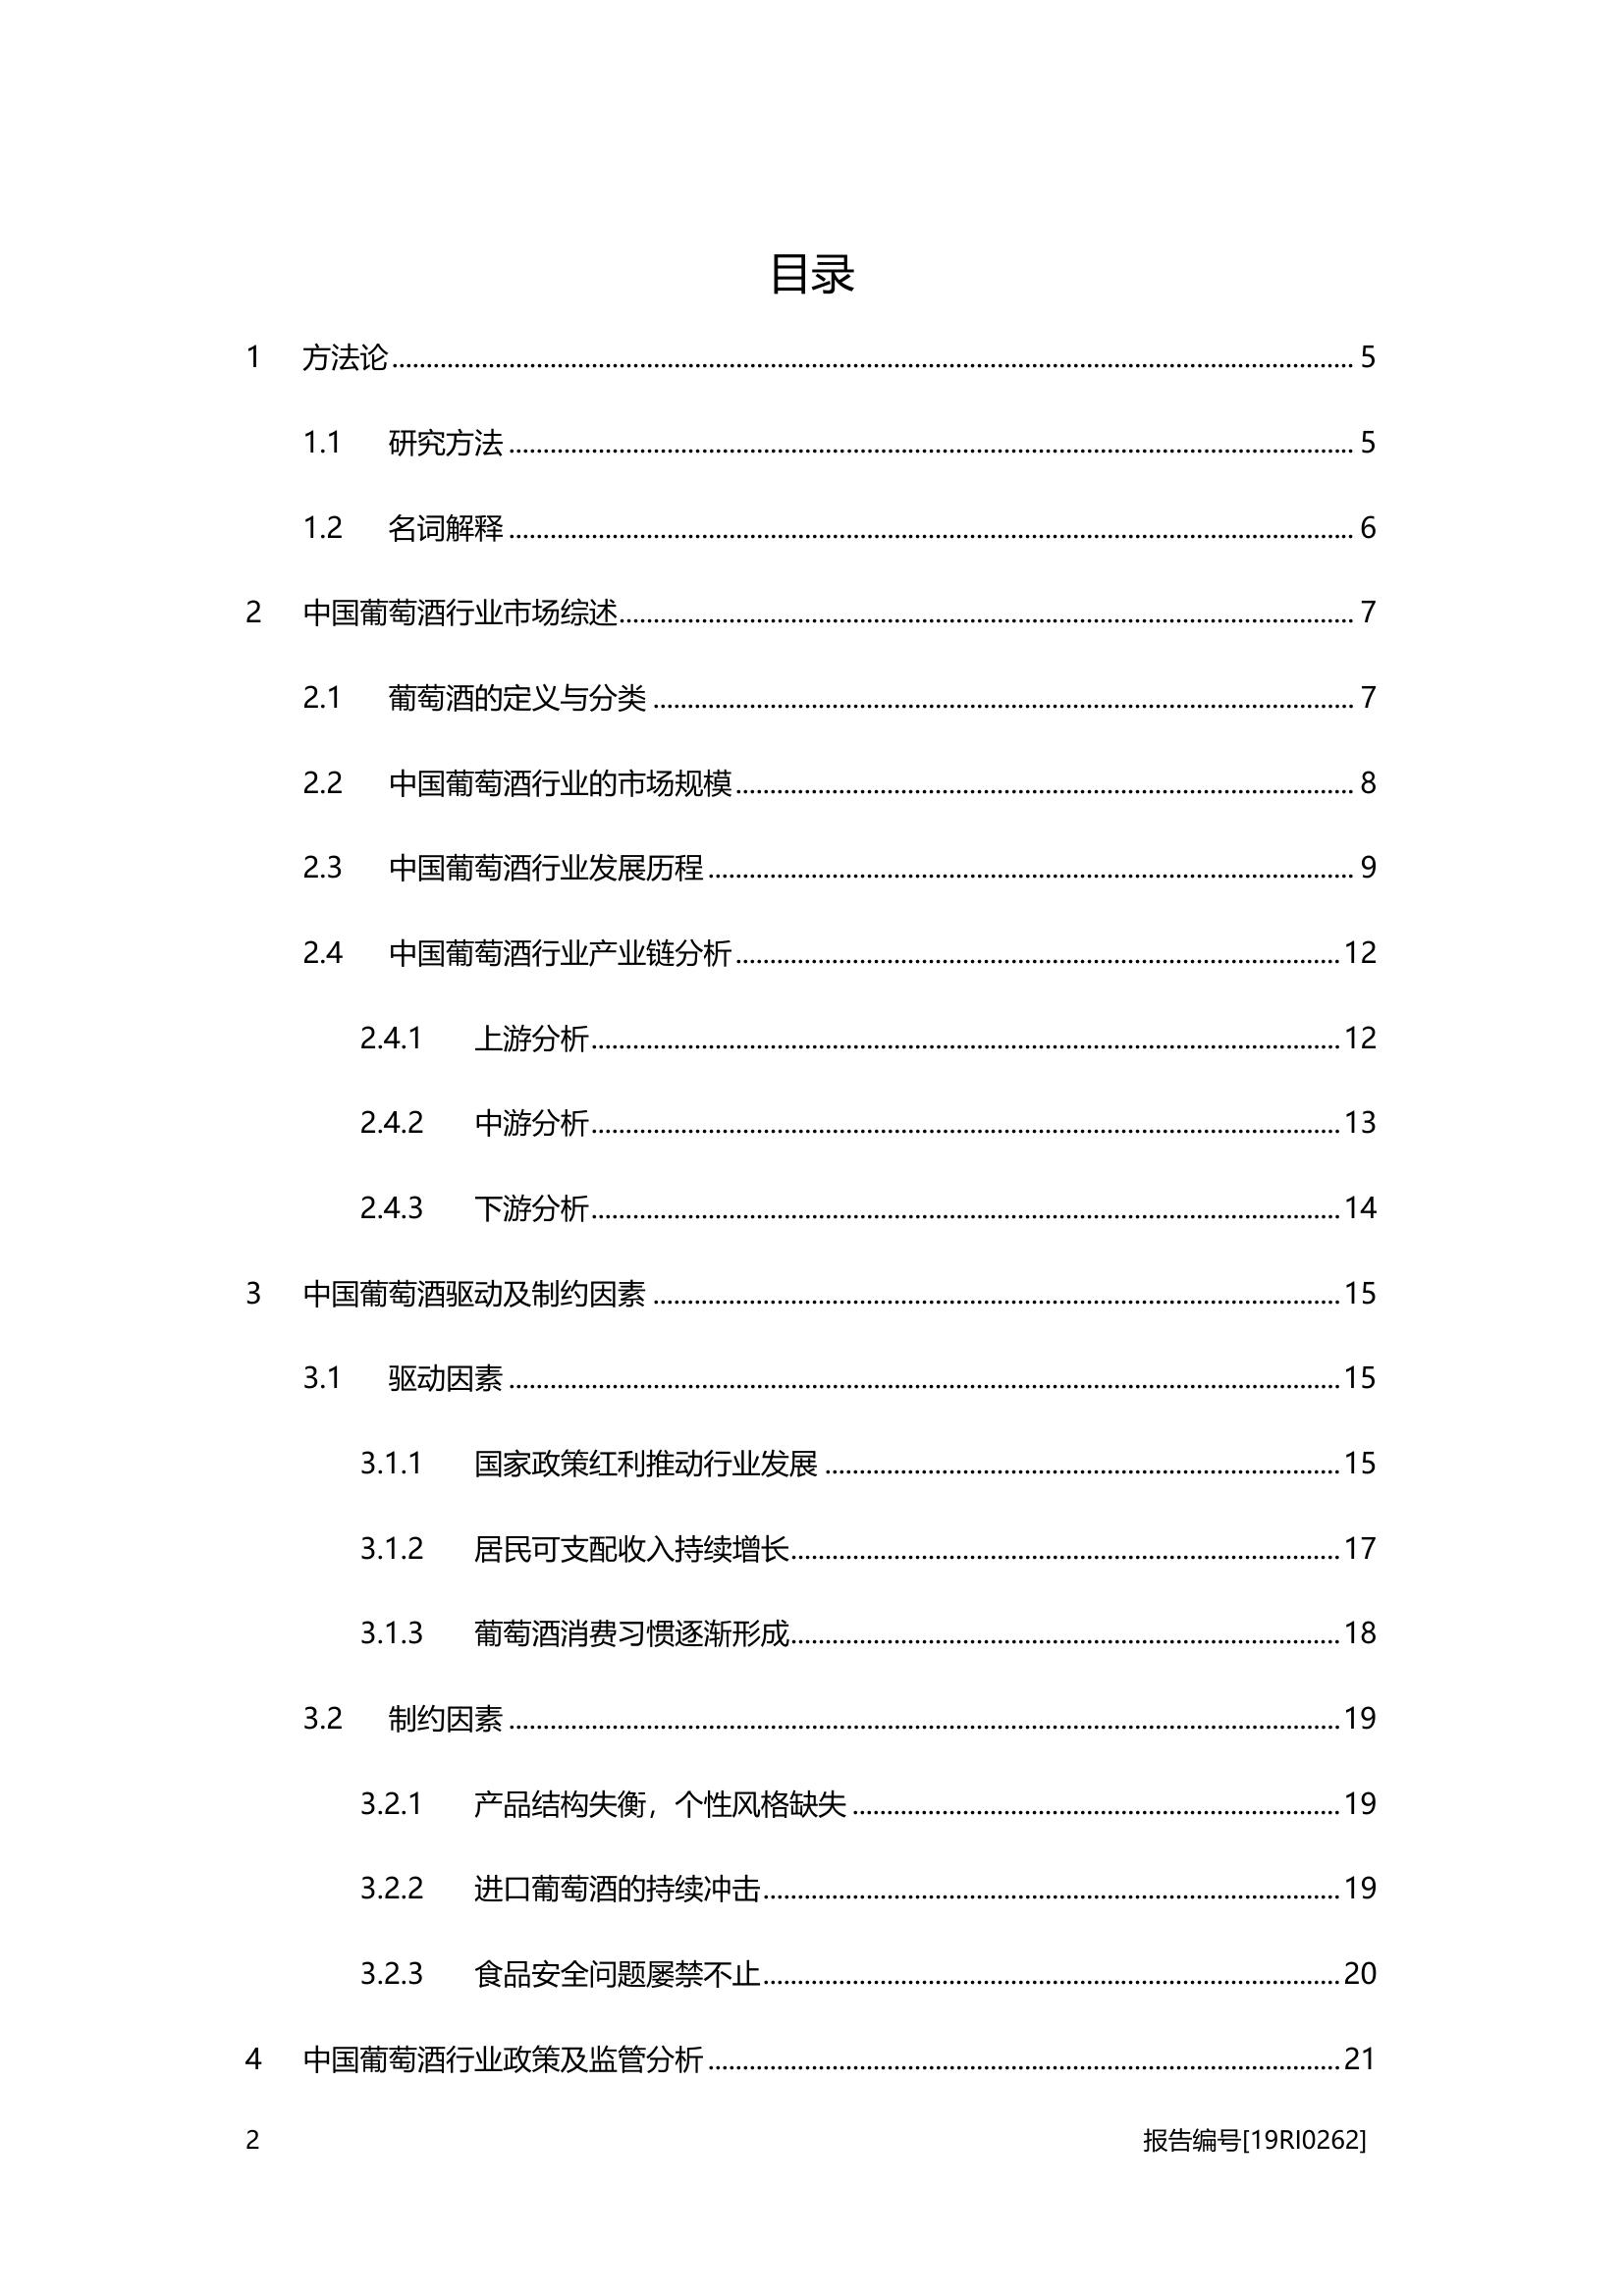 目录
1 方法论 5
1.1 研究方法 5
1.2 名词解释 6
2 中国葡萄酒行业市场综述 7
2.1 葡萄酒的定义与分类 7
2.2 中国葡萄酒行业的市场规模 8
2.3 中国葡萄酒行业发展历程 9
2.4 中国葡萄酒行业产业链分析 12
2.4.1 上游分析 12
2.4.2 中游分析 13
2.4.3 下游分析 14
3 中国葡萄酒驱动及制约因素 15
3.1 驱动因素 15
3.1.1 国家政策红利推动行业发展 15
3.1.2 居民可支配收入持续增长 17
3.1.3 葡萄酒消费习惯逐渐形成 18
3.2 制约因素 19
3.2.1 产品结构失衡，个性风格缺失 19
3.2.2 进口葡萄酒的持续冲击 19
3.2.3 食品安全问题屡禁不止 20
4 中国葡萄酒行业政策及监管分析 21
2 报告编号[19RI0262]